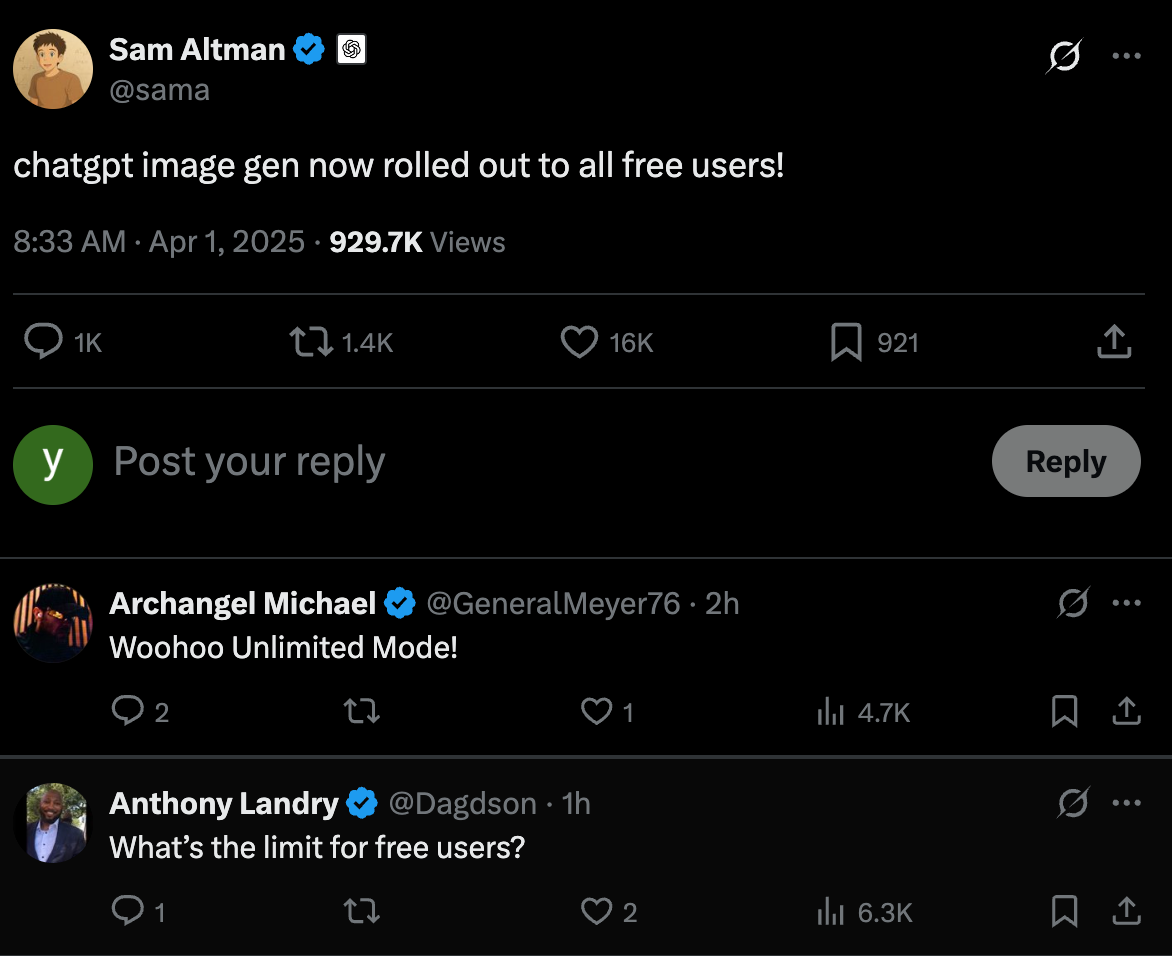 Sam Altman
@sama
chatgpt image gen now rolled out to all free users!
8:33 AM · Apr 1, 2025 · 929.7K Views
1K 1.4K 16K 921
y Post your reply Reply
Archangel Michael @GeneralMeyer76 · 2h
Woohoo Unlimited Mode!
2 1 4.7K
Anthony Landry @Dagdson · 1h
What’s the limit for free users?
1 2 6.3K